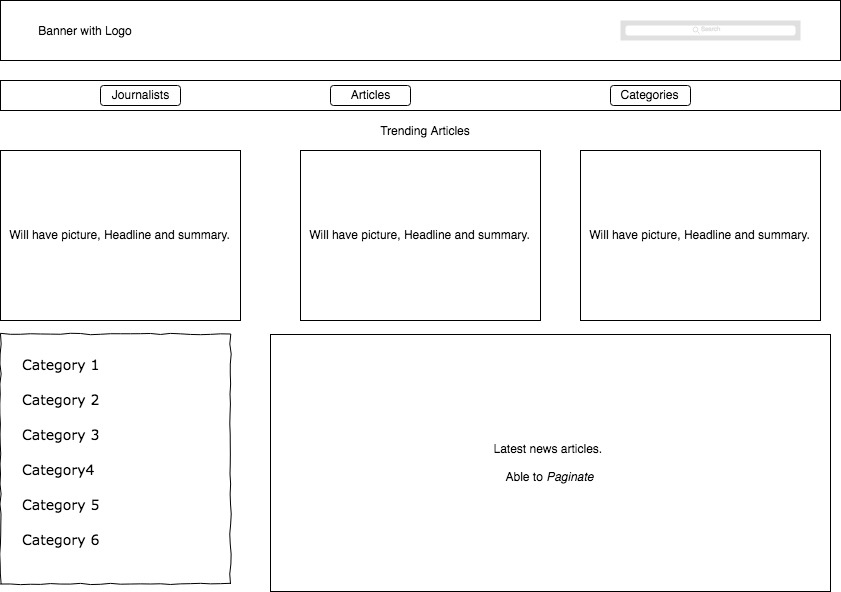 Banner with Logo
Search
Journalists
Articles
Categories
Trending Articles
Will have picture, Headline and summary.
Will have picture, Headline and summary.
Will have picture, Headline and summary.
Category 1
Category 2
Category 3
Category4
Category 5
Category 6
Latest news articles.
Able to Paginate